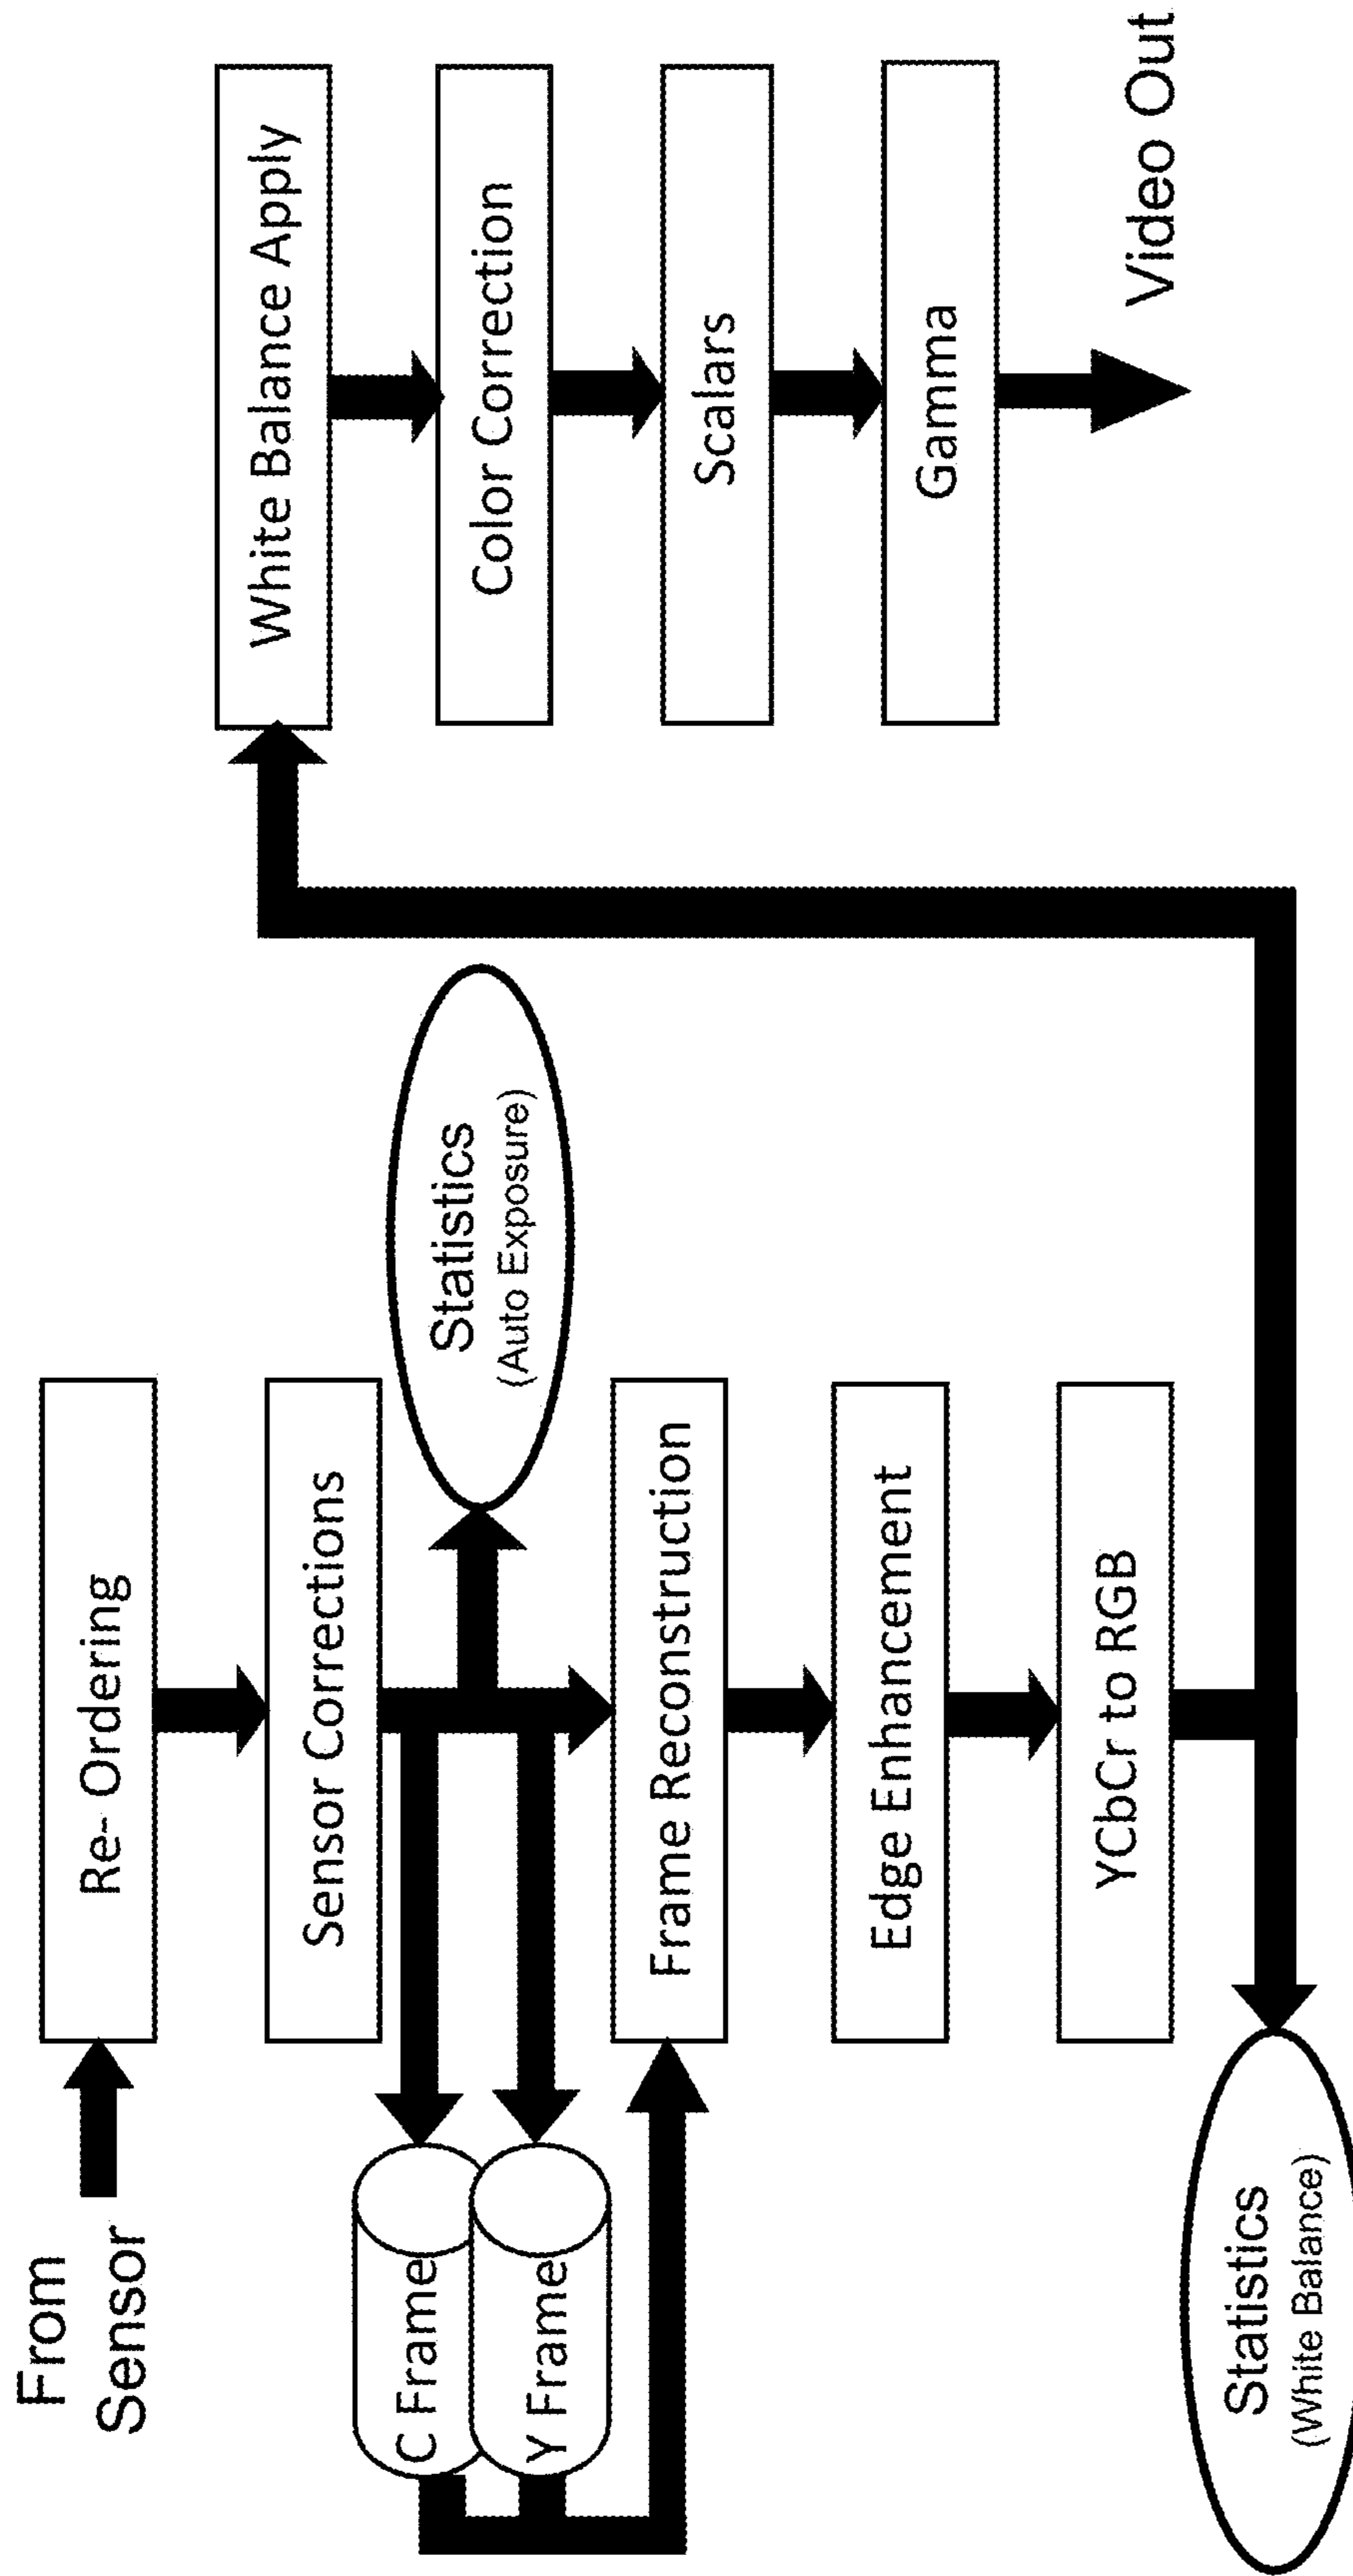 From
Sensor
Re- Ordering
Sensor Corrections
C Frame
Y Frame
Statistics
(Auto Exposure)
Frame Reconstruction
Edge Enhancement
YCbCr to RGB
Statistics
(White Balance)
White Balance Apply
Color Correction
Scalars
Gamma
Video Out